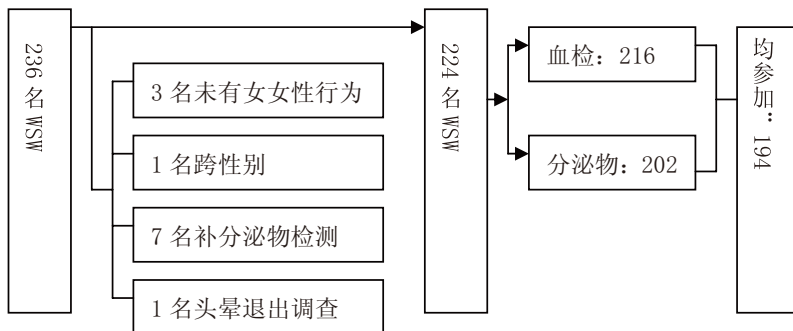 236 名 WSW
3 名未有女女性行为
1 名跨性别
7 名补分泌物检测
1 名头晕退出调查
224 名 WSW
血检：216
分泌物：202
均参加：194